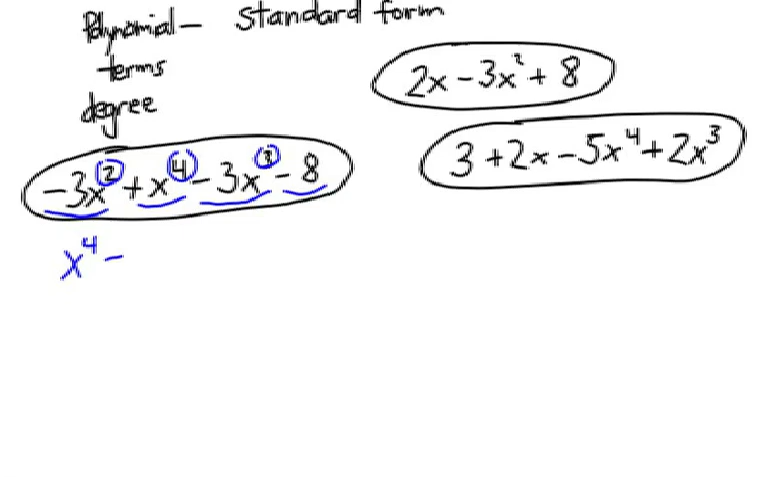 Polynomial - Standard form
terms
degree
2x - 3x² + 8
3 + 2x - 5x⁴ + 2x³
-3x² + x⁴ - 3x³ - 8
x⁴ -